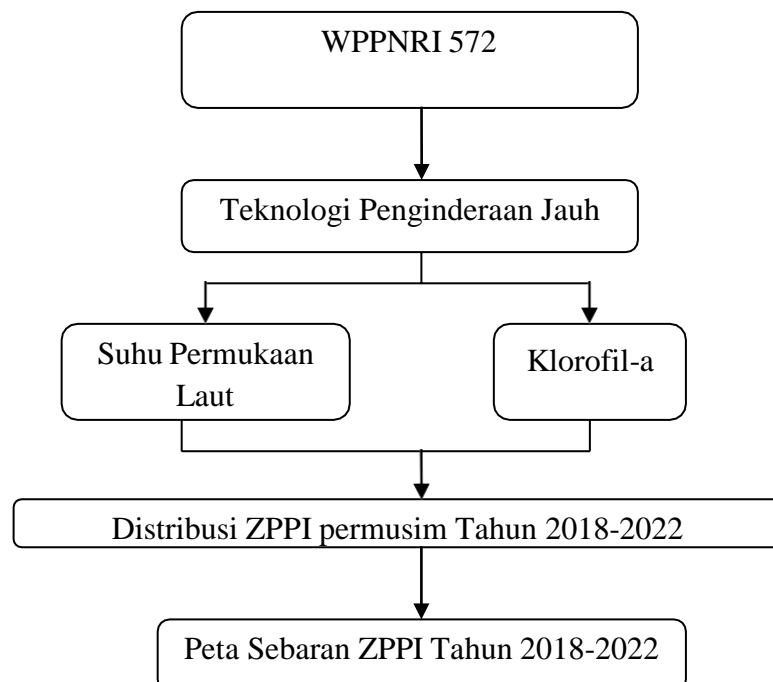 WPPNRI 572
Teknologi Penginderaan Jauh
Suhu Permukaan
Laut
Klorofil-a
Distribusi ZPPI permusim Tahun 2018-2022
Peta Sebaran ZPPI Tahun 2018-2022